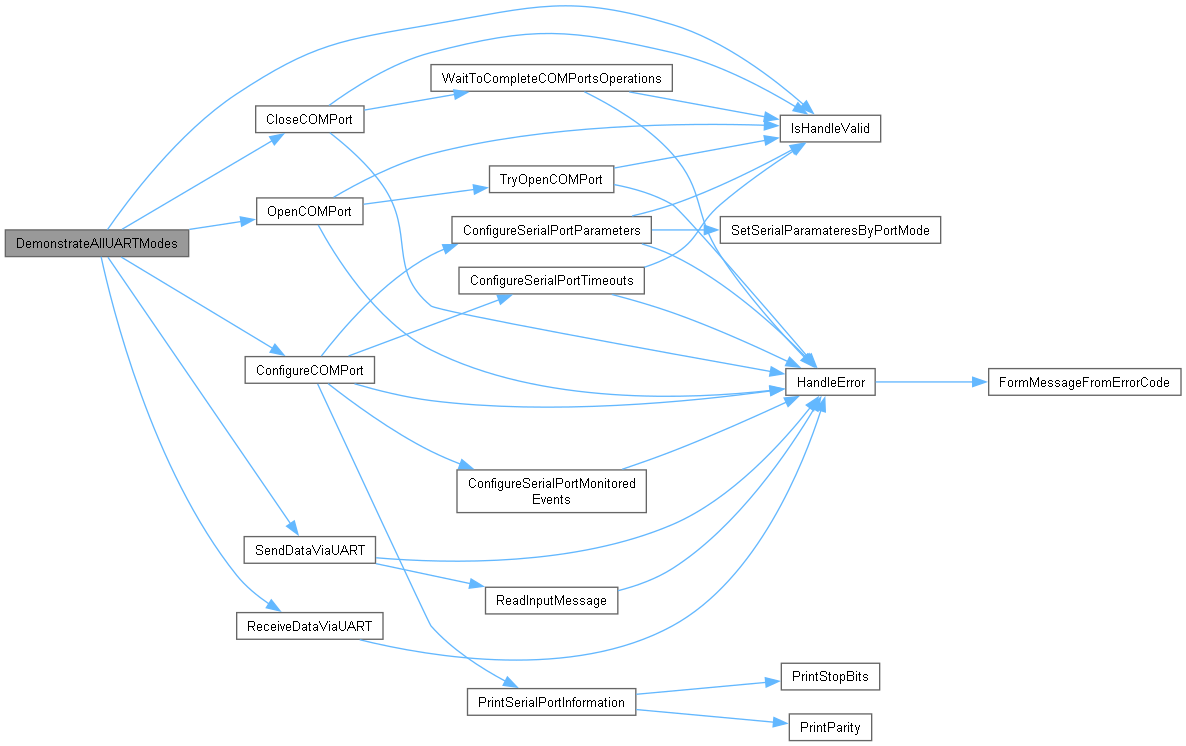 WaitToCompleteCOMPortsOperations
CloseCOMPort
IsHandleValid
TryOpenCOMPort
OpenCOMPort
ConfigureSerialPortParameters
SetSerialParamateresByPortMode
DemonstrateAllUARTModes
ConfigureSerialPortTimeouts
ConfigureCOMPort
HandleError
FormMessageFromErrorCode
ConfigureSerialPortMonitored
Events
SendDataViaUART
ReadInputMessage
ReceiveDataViaUART
PrintStopBits
PrintSerialPortInformation
PrintParity